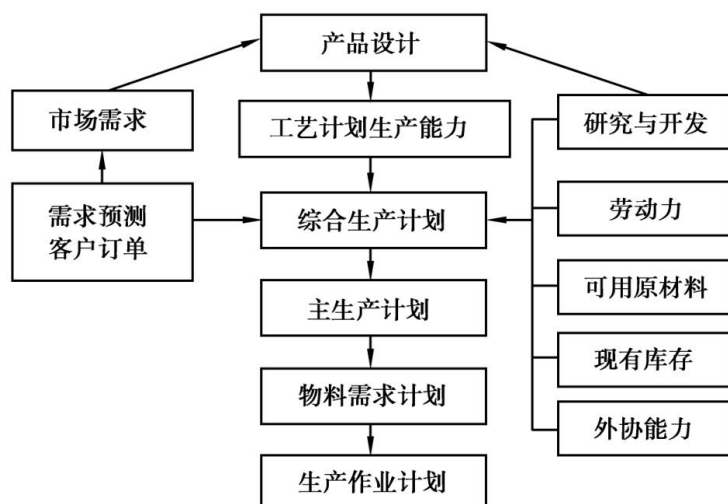 产品设计
市场需求
工艺计划生产能力
研究与开发
需求预测
客户订单
综合生产计划
劳动力
主生产计划
可用原材料
物料需求计划
现有库存
外协能力
生产作业计划